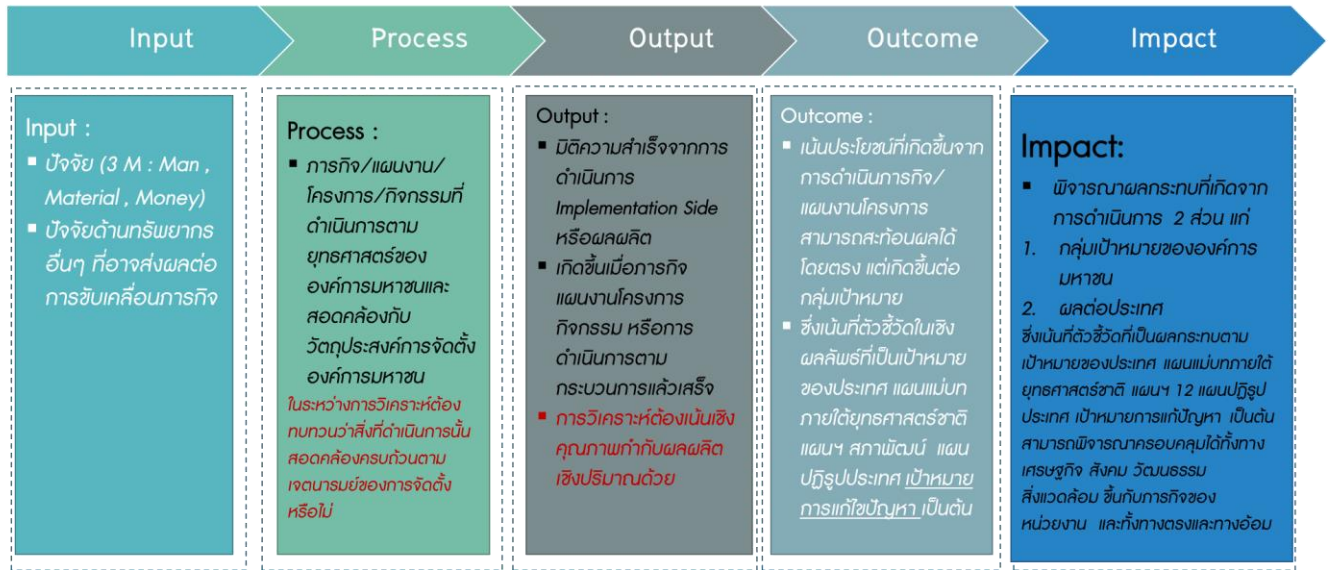 Input
Process
Output
Outcome
Impact
Input :
▪ ปัจจัย (3 M : Man ,
Material , Money)
▪ ปัจจัยด้านทรัพยากร
อื่นๆ ที่อาจส่งผลต่อ
การขับเคลื่อนภารกิจ
Process :
▪ ภารกิจ/แผนงาน/
โครงการ/กิจกรรมที่
ดำเนินการตาม
ยุทธศาสตร์ของ
องค์การมหาชนและ
สอดคล้องกับ
วัตถุประสงค์การจัดตั้ง
องค์การมหาชน
ในระหว่างการวิเคราะห์ต้อง
ทบทวนว่าสิ่งที่ดำเนินการนั้น
สอดคล้องครบถ้วนตาม
เจตนารมย์ของการจัดตั้ง
หรือไม่
Output :
▪ มิติความสำเร็จจากการ
ดำเนินการ
Implementation Side
หรือผลผลิต
▪ เกิดขึ้นเมื่อภารกิจ
แผนงานโครงการ
กิจกรรม หรือการ
ดำเนินการตาม
กระบวนการแล้วเสร็จ
▪ การวิเคราะห์ต้องเน้นเชิง
คุณภาพกำกับผลผลิต
เชิงปริมาณด้วย
Outcome :
▪ เน้นประโยชน์ที่เกิดขึ้นจาก
การดำเนินภารกิจ/
แผนงานโครงการ
สามารถสะท้อนผลได้
โดยตรง แต่เกิดขึ้นต่อ
กลุ่มเป้าหมาย
▪ ซึ่งเน้นที่ตัวชี้วัดในเชิง
ผลลัพธ์ที่เป็นเป้าหมาย
ของประเทศ แผนแม่บท
ภายใต้ยุทธศาสตร์ชาติ
แผนฯ สภาพัฒน์ แผน
ปฏิรูปประเทศ เป้าหมาย
การแก้ไขปัญหา เป็นต้น
Impact:
▪ พิจารณาผลกระทบที่เกิดจาก
การดำเนินการ 2 ส่วน แก่
1. กลุ่มเป้าหมายขององค์การ
มหาชน
2. ผลต่อประเทศ
ซึ่งเน้นที่ตัวชี้วัดที่เป็นผลกระทบตาม
เป้าหมายของประเทศ แผนแม่บทภายใต้
ยุทธศาสตร์ชาติ แผนฯ 12 แผนปฏิรูป
ประเทศ เป้าหมายการแก้ปัญหา เป็นต้น
สามารถพิจารณาครอบคลุมได้ทั้งทาง
เศรษฐกิจ สังคม วัฒนธรรม
สิ่งแวดล้อม ขึ้นกับภารกิจของ
หน่วยงาน และทั้งทางตรงและทางอ้อม